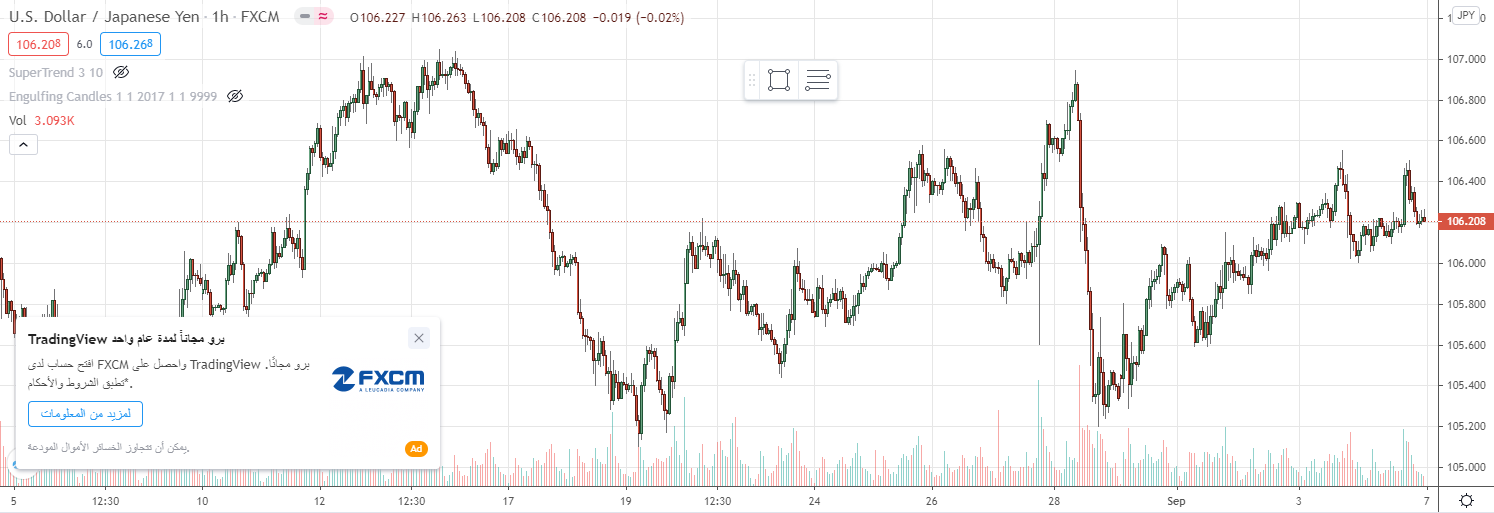 U.S. Dollar / Japanese Yen · 1h · FXCM O106.227 H106.263 L106.208 C106.208 −0.019 (−0.02%)
JPY
106.208 6.0 106.268
SuperTrend 3 10
Engulfing Candles 1 1 2017 1 1 9999
Vol 3.093K
107.000
106.800
106.600
106.400
106.208
106.000
105.800
105.600
105.400
105.200
105.000
TradingView برو مجاناً لمدة عام واحد
افتح حساب لدى FXCM واحصل على TradingView برو مجانًا,
*تطبق الشروط والأحكام.
FXCM
A LEUCADIA COMPANY
لمزيد من المعلومات
يمكن أن تتجاوز الخسائر الأموال المودعة.
Ad
5 12:30 10 12 12:30 17 19 12:30 24 26 28 Sep 3 7